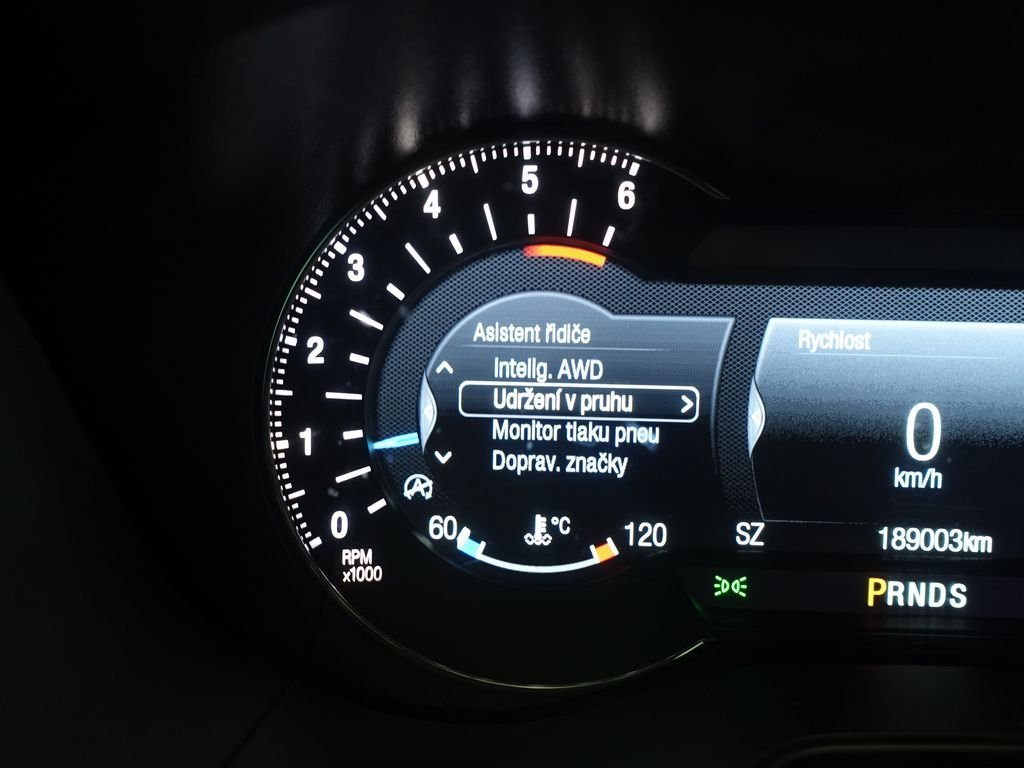 6
5
4
3
2
1
0
RPM
x1000
Asistent řidiče
Intelig. AWD
Udržení v pruhu
Monitor tlaku pneu
Doprav. značky
60 °C 120
Rychlost
0
km/h
SZ 189003km
PRNDS